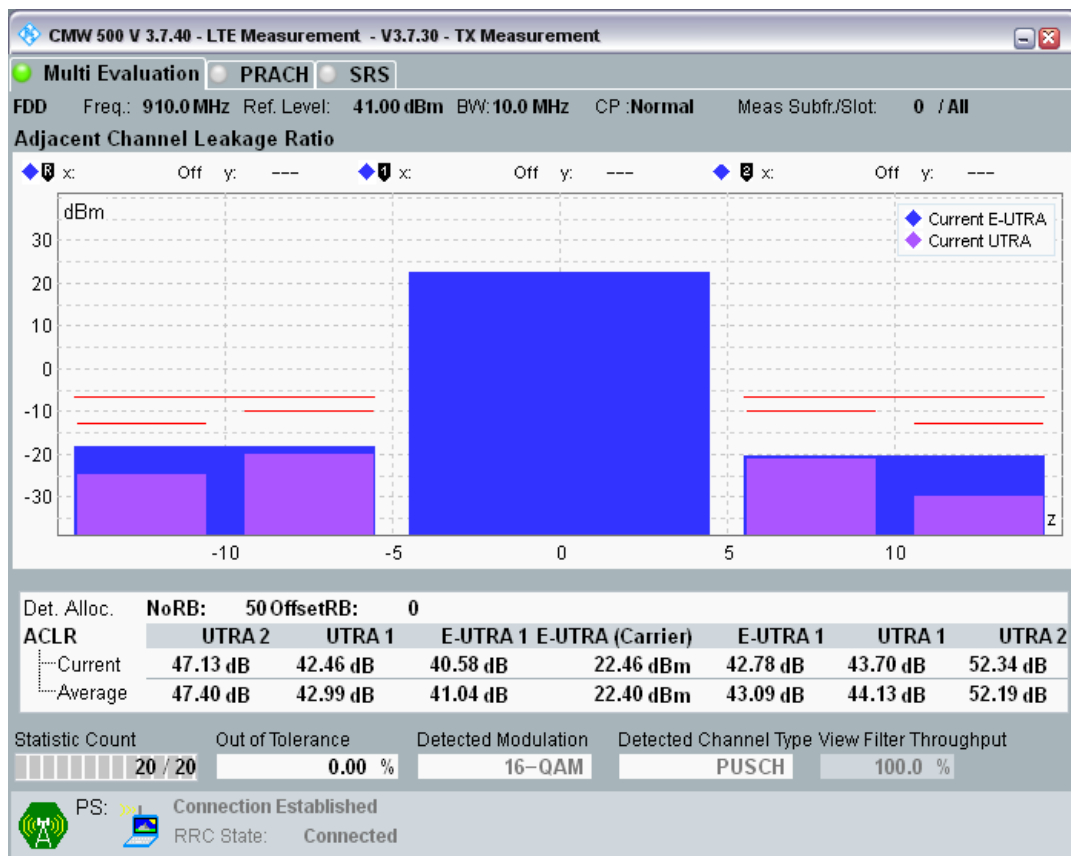 CMW 500 V 3.7.40 - LTE Measurement - V3.7.30 - TX Measurement
Multi Evaluation PRACH SRS
FDD Freq.: 910.0 MHz Ref. Level: 41.00 dBm BW: 10.0 MHz CP :Normal Meas Subfr./Slot: 0 / All
Adjacent Channel Leakage Ratio
R x: Off y: --- 1 x: Off y: --- 2 x: Off y: ---
dBm
Current E-UTRA
Current UTRA
30
20
10
0
-10
-20
-30
z
-10 -5 0 5 10
Det. Alloc. NoRB: 50 OffsetRB: 0
ACLR UTRA 2 UTRA 1 E-UTRA 1 E-UTRA (Carrier) E-UTRA 1 UTRA 1 UTRA 2
Current 47.13 dB 42.46 dB 40.58 dB 22.46 dBm 42.78 dB 43.70 dB 52.34 dB
Average 47.40 dB 42.99 dB 41.04 dB 22.40 dBm 43.09 dB 44.13 dB 52.19 dB
Statistic Count Out of Tolerance Detected Modulation Detected Channel Type View Filter Throughput
20 / 20 0.00 % 16-QAM PUSCH 100.0 %
PS: Connection Established
RRC State: Connected